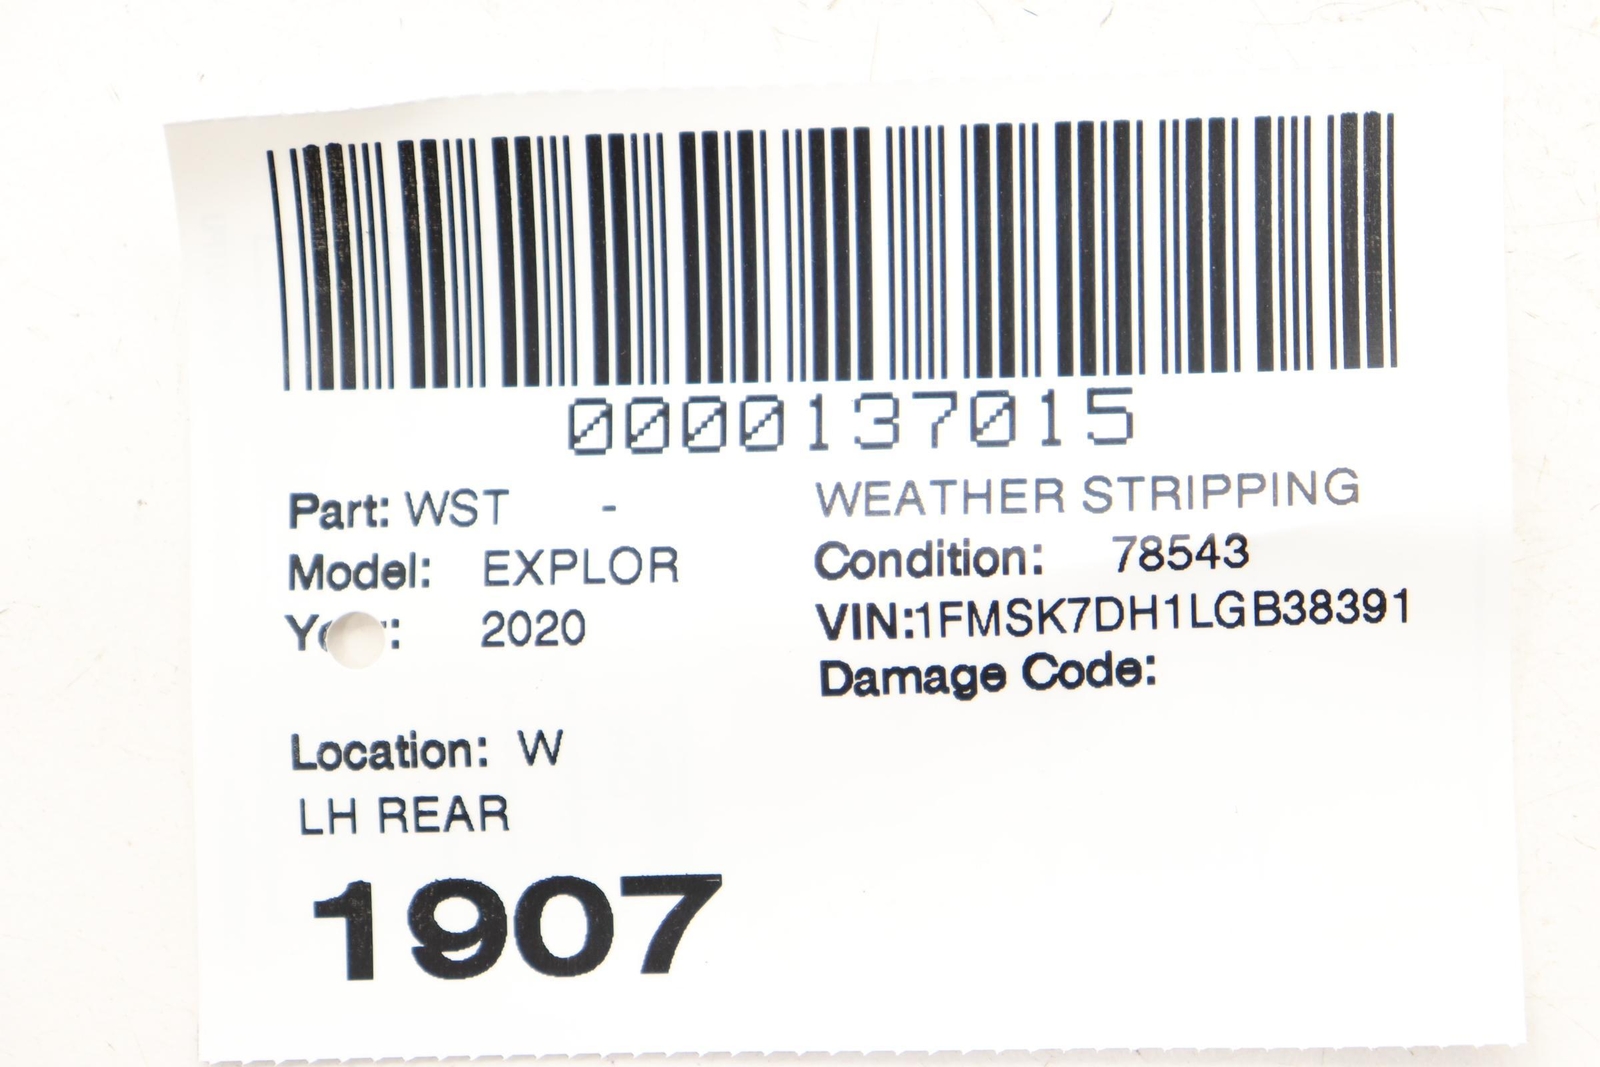 0000137015
Part: WST - WEATHER STRIPPING
Model: EXPLOR Condition: 78543
2020 VIN:1FMSK7DH1LGB38391
Damage Code:
Location: W
LH REAR
1907